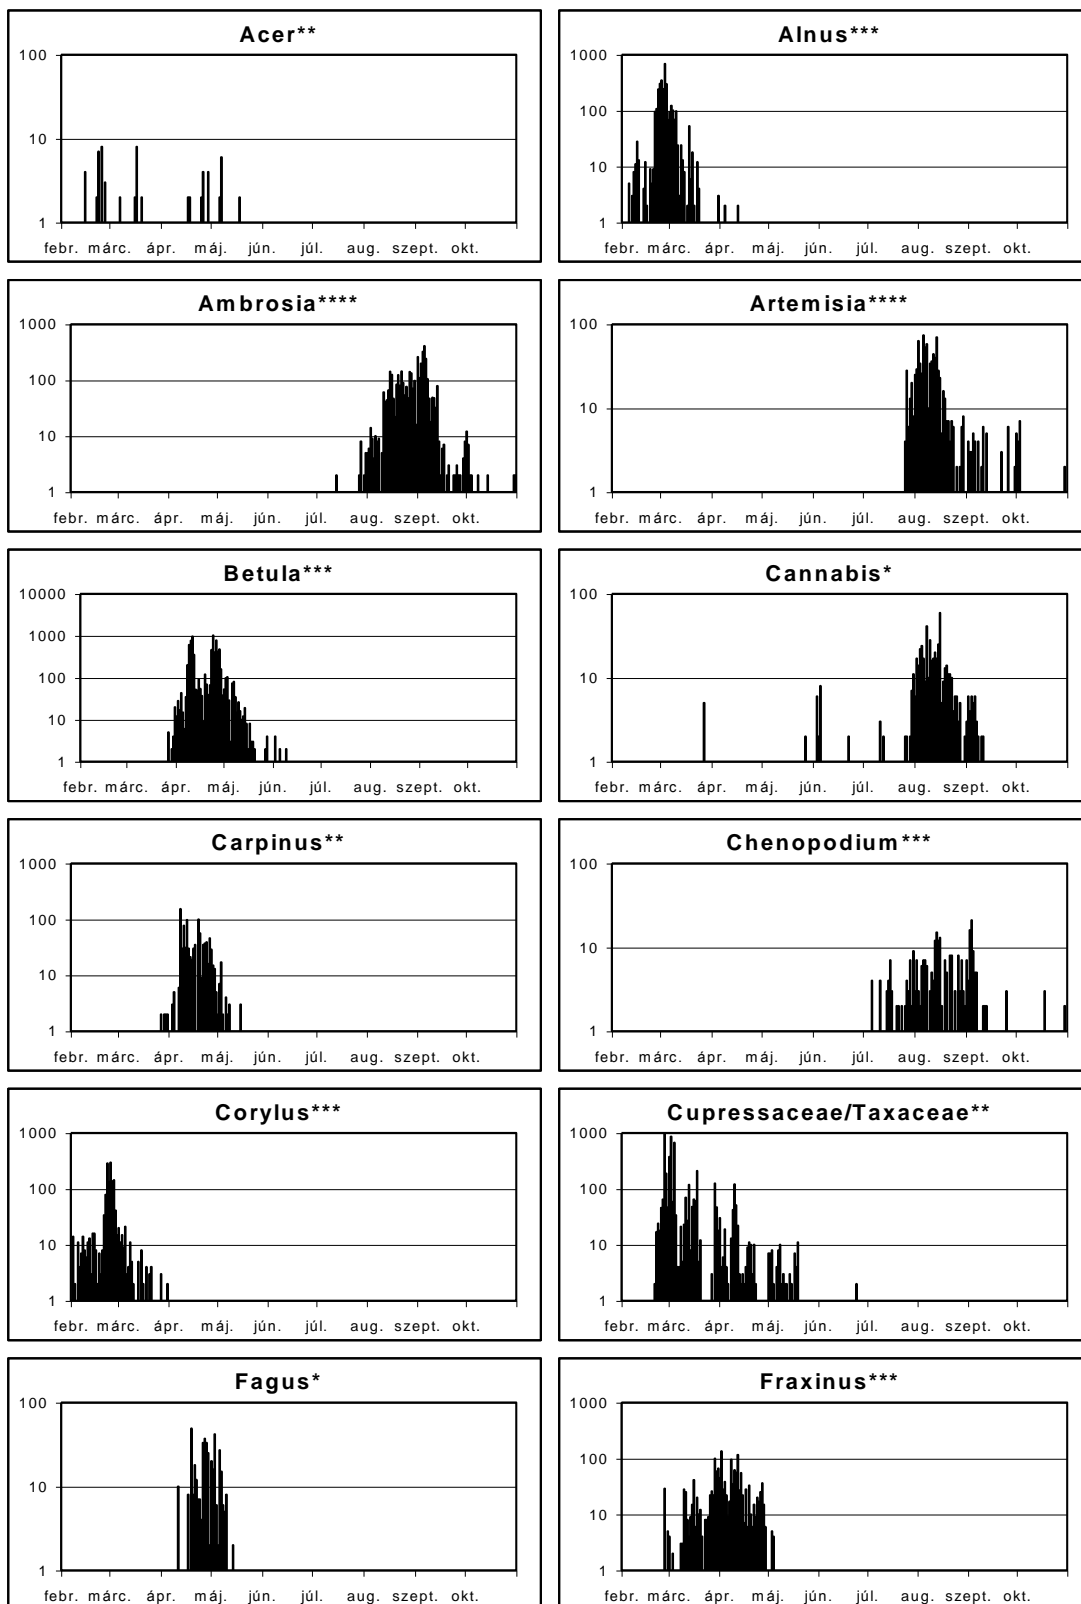 Acer**
100
10
1
febr. márc. ápr. máj. jún. júl. aug. szept. okt.
Alnus***
1000
100
10
1
febr. márc. ápr. máj. jún. júl. aug. szept. okt.
Ambrosia****
1000
100
10
1
febr. márc. ápr. máj. jún. júl. aug. szept. okt.
Artemisia****
100
10
1
febr. márc. ápr. máj. jún. júl. aug. szept. okt.
Betula***
10000
1000
100
10
1
febr. márc. ápr. máj. jún. júl. aug. szept. okt.
Cannabis*
100
10
1
febr. márc. ápr. máj. jún. júl. aug. szept. okt.
Carpinus**
1000
100
10
1
febr. márc. ápr. máj. jún. júl. aug. szept. okt.
Chenopodium***
100
10
1
febr. márc. ápr. máj. jún. júl. aug. szept. okt.
Corylus***
1000
100
10
1
febr. márc. ápr. máj. jún. júl. aug. szept. okt.
Cupressaceae/Taxaceae**
1000
100
10
1
febr. márc. ápr. máj. jún. júl. aug. szept. okt.
Fagus*
100
10
1
febr. márc. ápr. máj. jún. júl. aug. szept. okt.
Fraxinus***
1000
100
10
1
febr. márc. ápr. máj. jún. júl. aug. szept. okt.